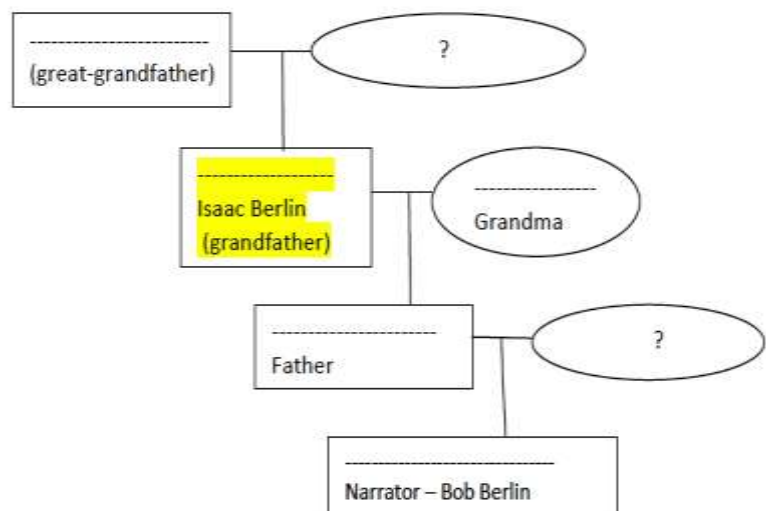 --------------------------
(great-grandfather)
?
-------------------
Isaac Berlin
(grandfather)
-----------------
Grandma
-----------------------
Father
?
-----------------------------
Narrator – Bob Berlin